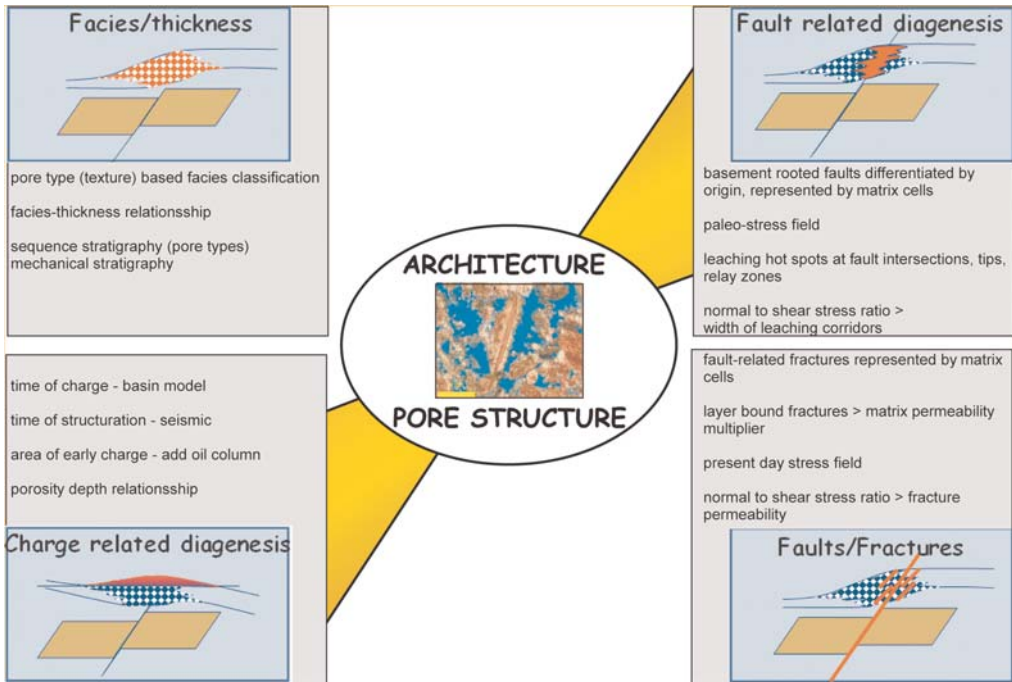 Facies/thickness
pore type (texture) based facies classification
facies-thickness relationsship
sequence stratigraphy (pore types)
mechanical stratigraphy
Fault related diagenesis
basement rooted faults differentiated by
origin, represented by matrix cells
paleo-stress field
leaching hot spots at fault intersections, tips,
relay zones
normal to shear stress ratio >
width of leaching corridors
ARCHITECTURE
PORE STRUCTURE
time of charge - basin model
time of structuration - seismic
area of early charge - add oil column
porosity depth relationsship
Charge related diagenesis
fault-related fractures represented by matrix
cells
layer bound fractures > matrix permeability
multiplier
present day stress field
normal to shear stress ratio > fracture
permeability
Faults/Fractures